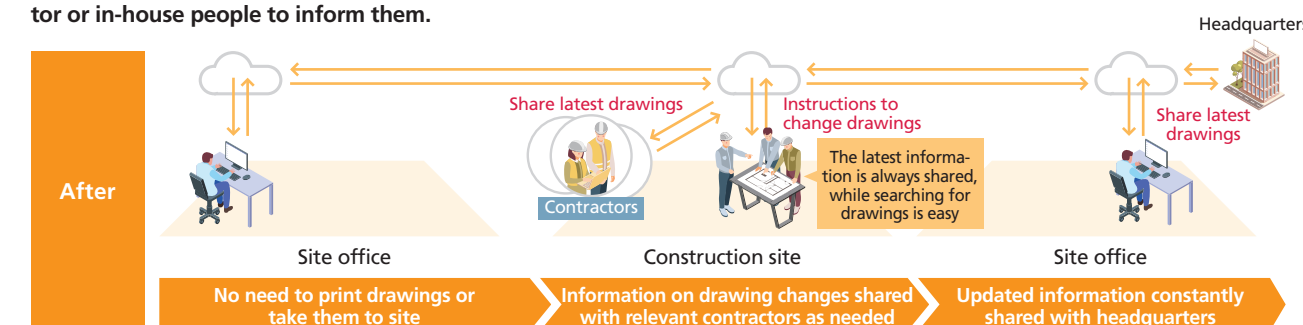 tor or in-house people to inform them.
Headquarters
After
Share latest drawings
Instructions to
change drawings
Share latest
drawings
The latest informa-
tion is always shared,
while searching for
drawings is easy
Contractors
Site office
Construction site
Site office
No need to print drawings or
take them to site
Information on drawing changes shared
with relevant contractors as needed
Updated information constantly
shared with headquarters